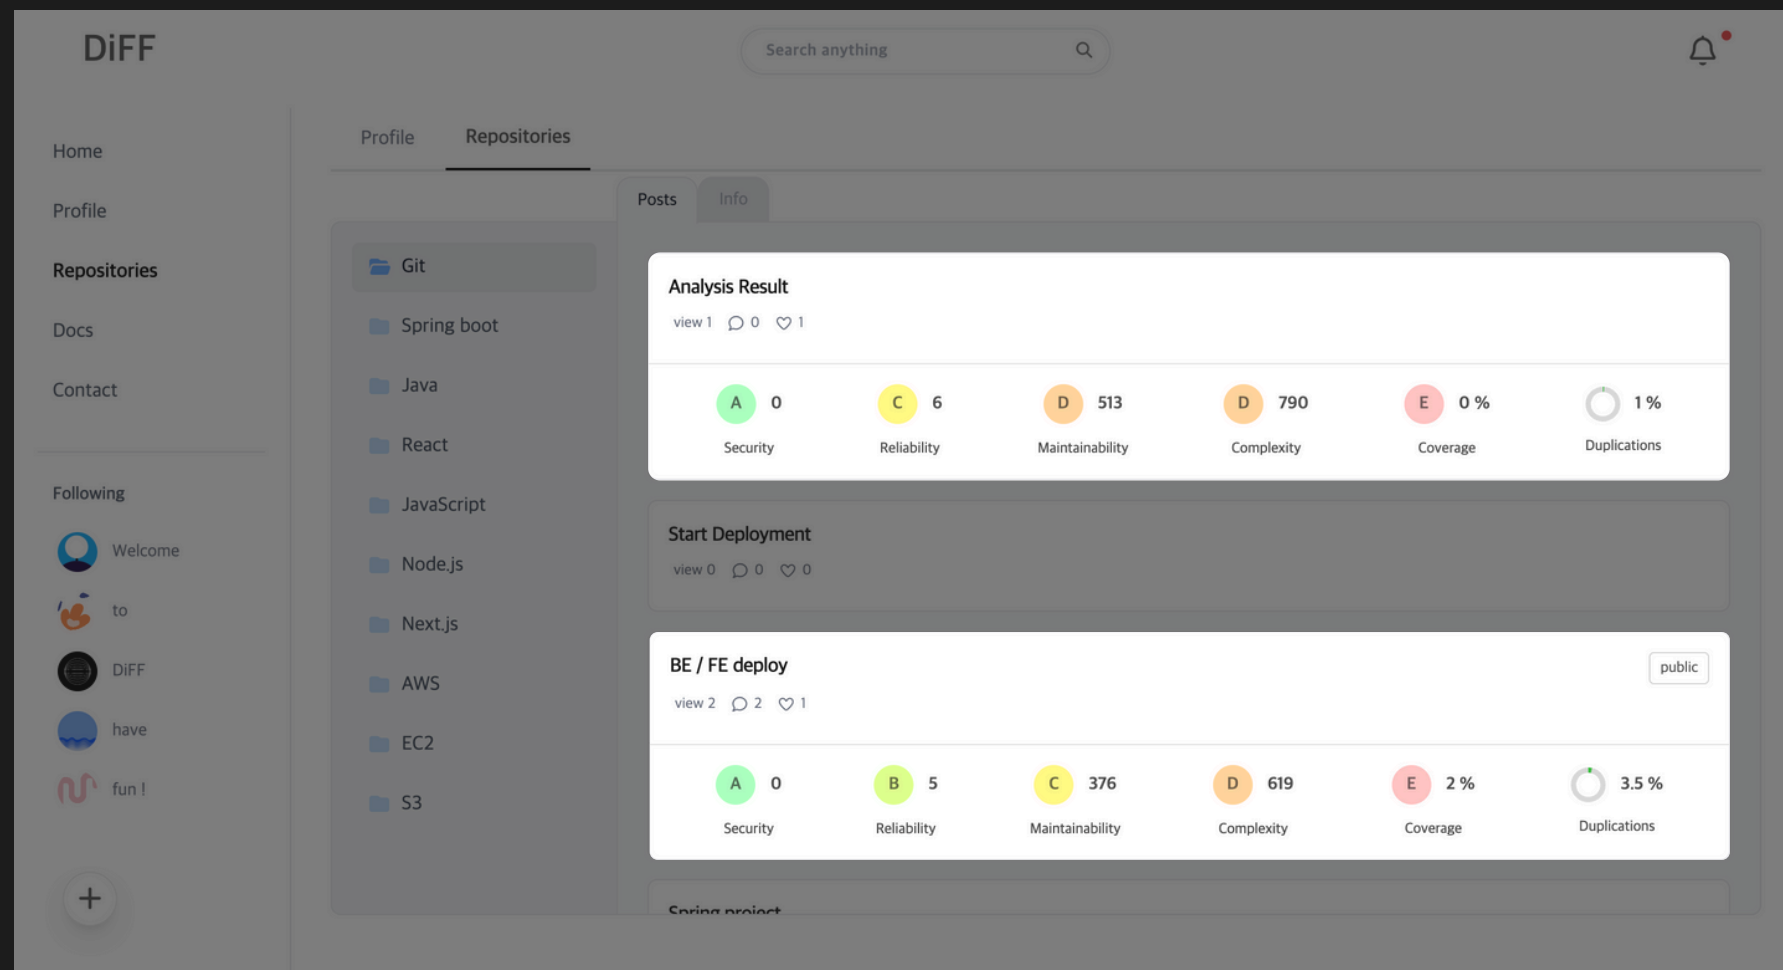 DiFF
Search anything
Home
Profile
Repositories
Docs
Contact
Following
Welcome
to
DiFF
have
fun !
Profile Repositories
Posts Info
Git
Spring boot
Java
React
JavaScript
Node.js
Next.js
AWS
EC2
S3
Analysis Result
view 1 0 1
A 0 C 6 D 513 D 790 E 0 % 1 %
Security Reliability Maintainability Complexity Coverage Duplications
Start Deployment
view 0 0 0
BE / FE deploy public
view 2 2 1
A 0 B 5 C 376 D 619 E 2 % 3.5 %
Security Reliability Maintainability Complexity Coverage Duplications
Spring project